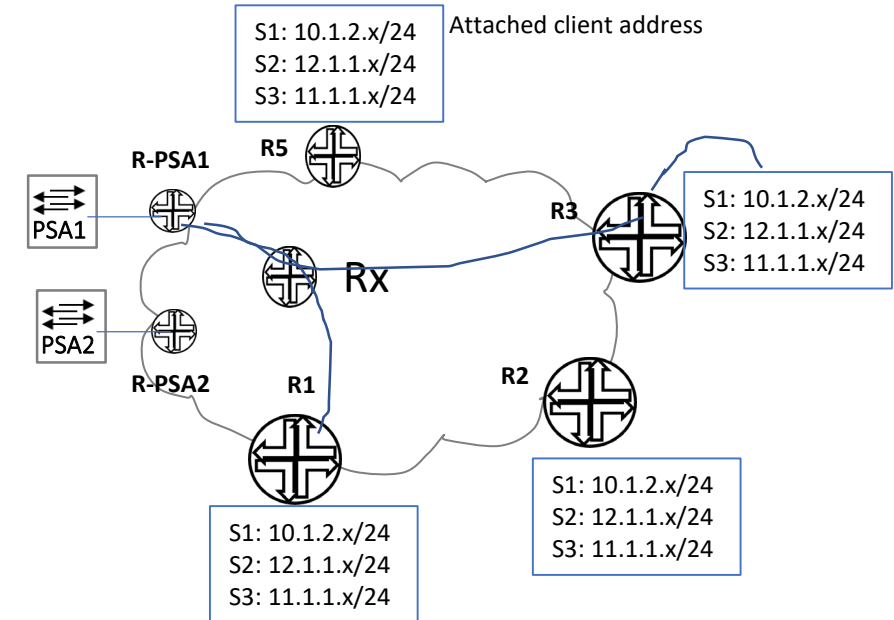 S1: 10.1.2.x/24
S2: 12.1.1.x/24
S3: 11.1.1.x/24
Attached client address
R-PSA1
R5
PSA1
R3
S1: 10.1.2.x/24
S2: 12.1.1.x/24
S3: 11.1.1.x/24
Rx
PSA2
R-PSA2
R1
R2
S1: 10.1.2.x/24
S2: 12.1.1.x/24
S3: 11.1.1.x/24
S1: 10.1.2.x/24
S2: 12.1.1.x/24
S3: 11.1.1.x/24